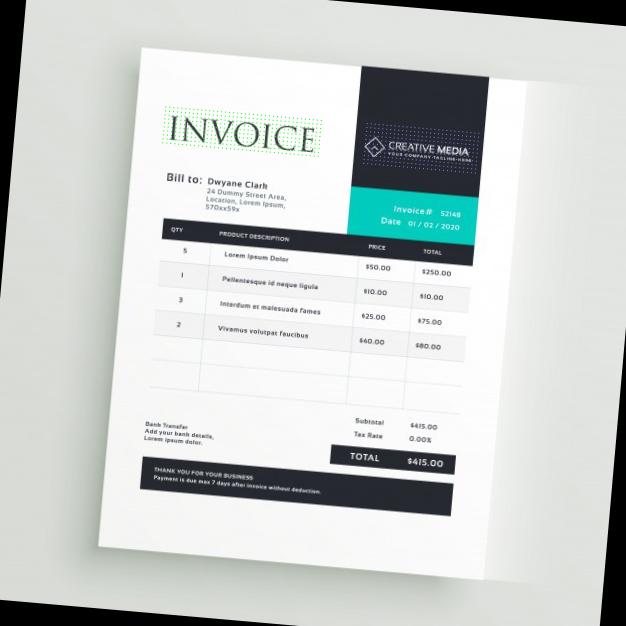 INVOICE
CREATIVE MEDIA
YOUR COMPANY TAGLINE HERE
Bill to: Dwyane Clark
24 Dummy Street Area,
Location, Lorem Ipsum,
570xx59x
Invoice# 52148
Date 01 / 02 / 2020
QTY PRODUCT DESCRIPTION PRICE TOTAL
5 Lorem Ipsum Dolor $50.00 $250.00
1 Pellentesque id neque ligula $10.00 $10.00
3 Interdum et malesuada fames $25.00 $75.00
2 Vivamus volutpat faucibus $40.00 $80.00
Subtotal $415.00
Tax Rate 0.00%
TOTAL $415.00
Bank Transfer
Add your bank details,
Lorem ipsum dolor.
THANK YOU FOR YOUR BUSINESS
Payment is due max 7 days after invoice without deduction.